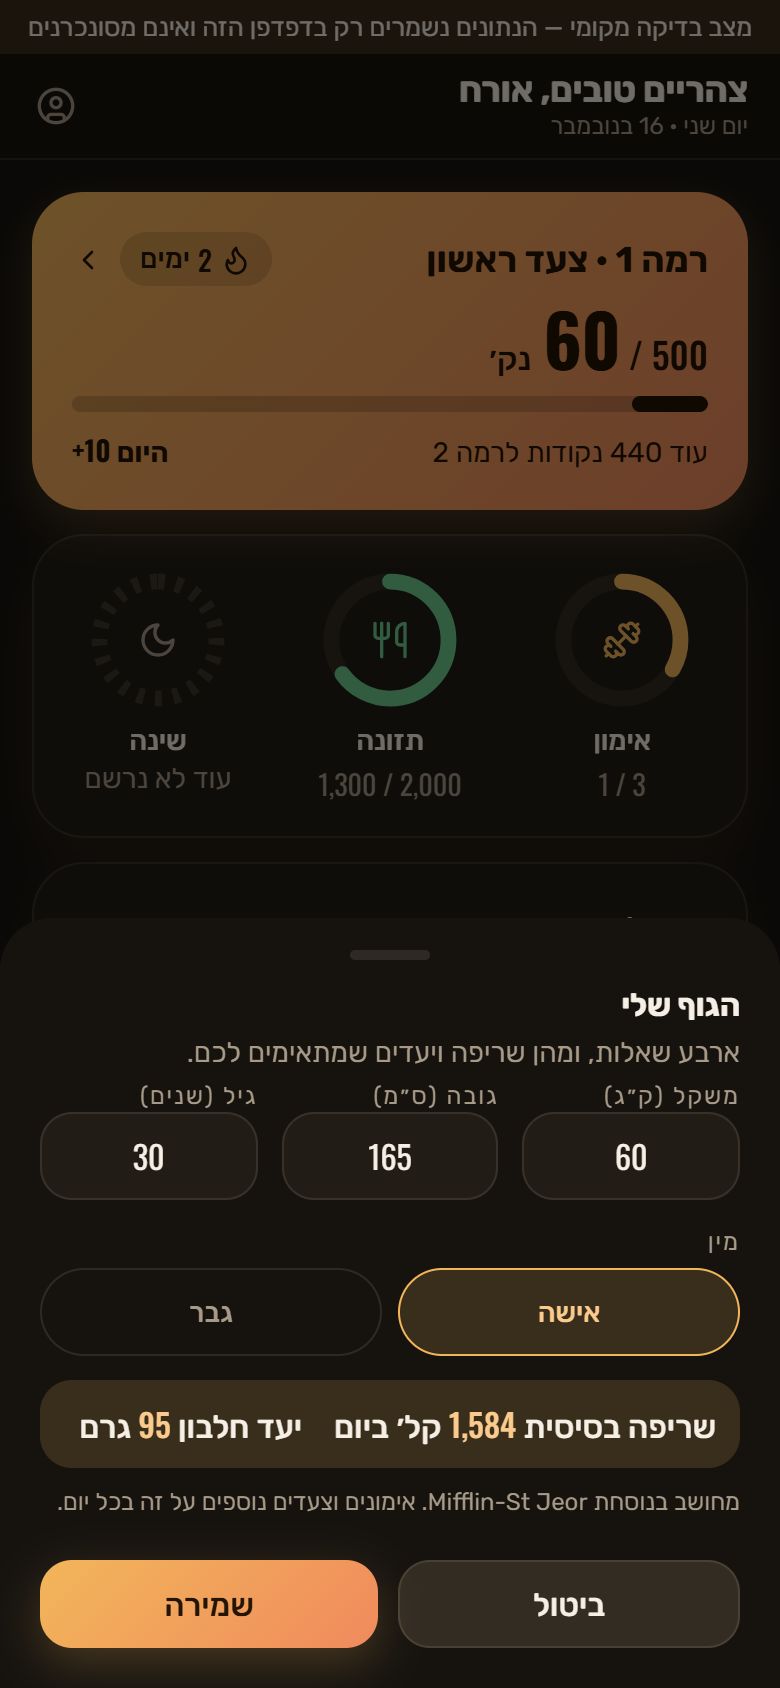 מצב בדיקה מקומי — הנתונים נשמרים רק בדפדפן הזה ואינם מסונכרנים
צהריים טובים, אורח
יום שני • 16 בנובמבר
רמה 1 • צעד ראשון
2 ימים
60 / 500 נק׳
עוד 440 נקודות לרמה 2
היום 10+
אימון
תזונה
שינה
1 / 3
1,300 / 2,000
עוד לא נרשם
הגוף שלי
ארבע שאלות, ומהן שריפה ויעדים שמתאימים לכם.
משקל (ק״ג)
גובה (ס״מ)
גיל (שנים)
60
165
30
מין
אישה
גבר
שריפה בסיסית 1,584 קל׳ ביום
יעד חלבון 95 גרם
מחושב בנוסחת Mifflin-St Jeor. אימונים וצעדים נוספים על זה בכל יום.
ביטול
שמירה